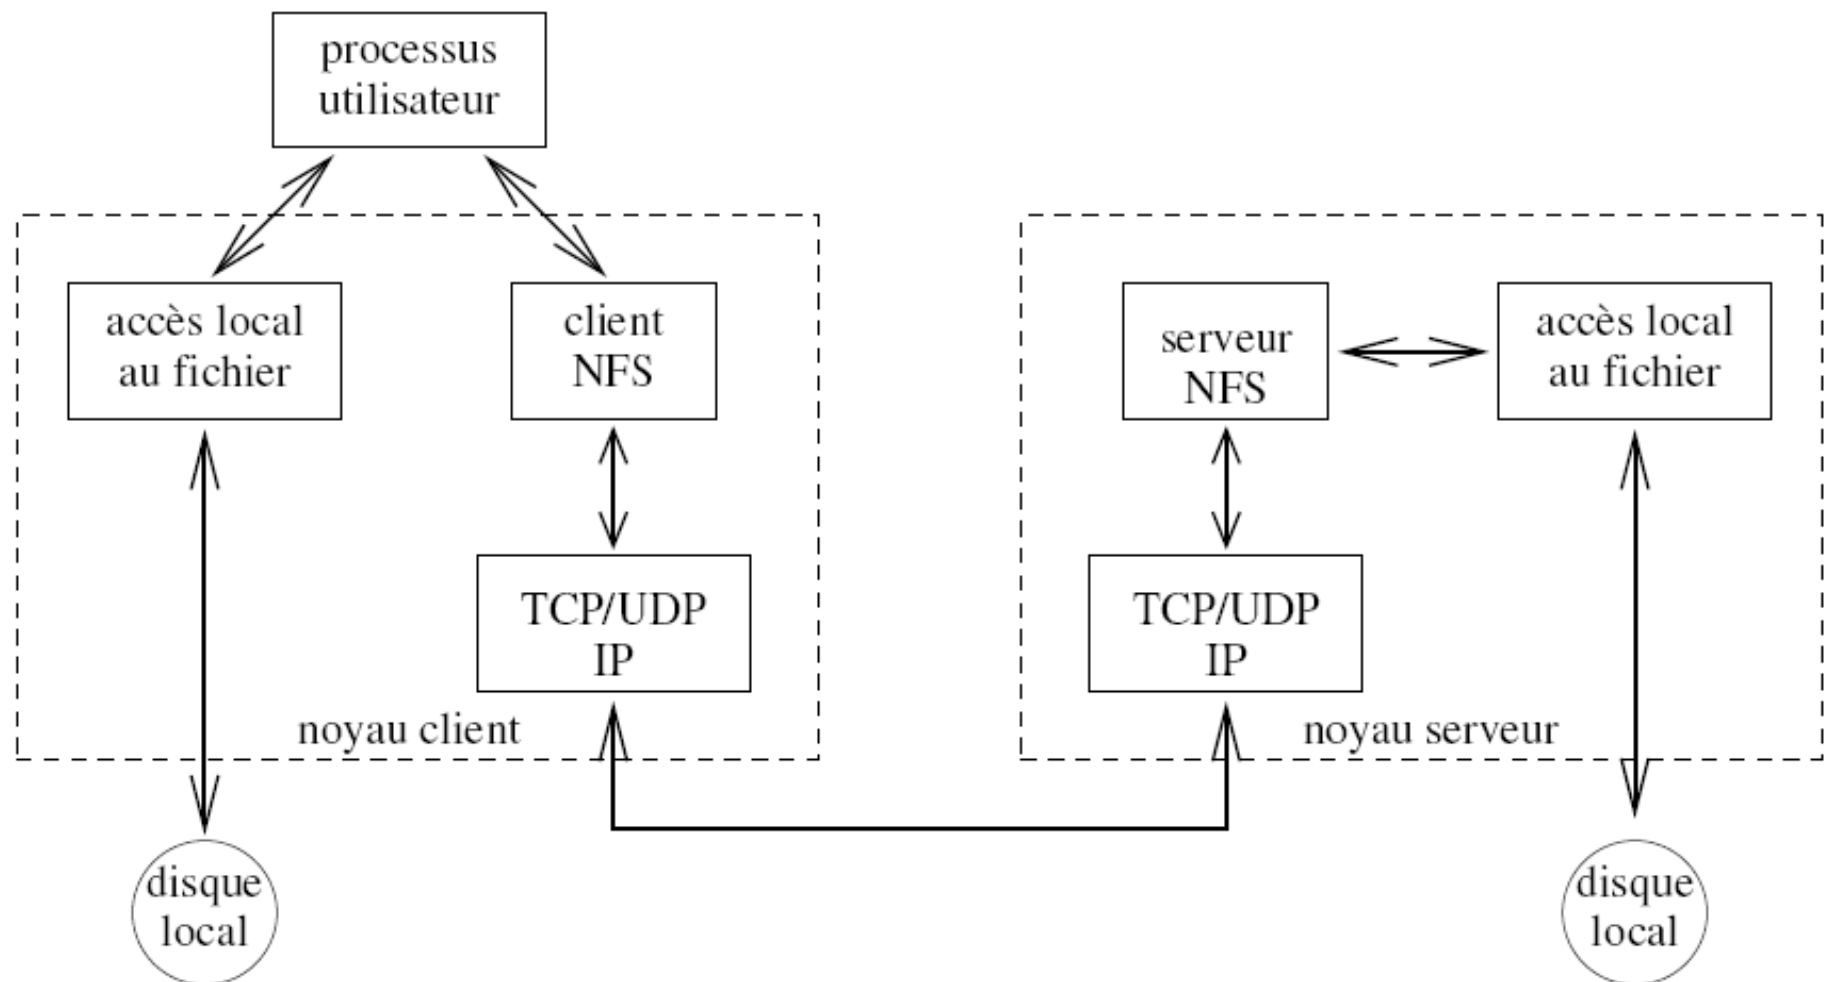 processus
utilisateur
accès local
au fichier
client
NFS
serveur
NFS
accès local
au fichier
TCP/UDP
IP
TCP/UDP
IP
noyau client
noyau serveur
disque
local
disque
local